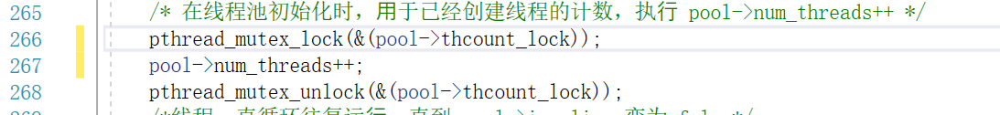 265 /* 在线程池初始化时，用于已经创建线程的计数，执行 pool->num_threads++ */
266 pthread_mutex_lock(&(pool->thcount_lock));
267 pool->num_threads++;
268 pthread_mutex_unlock(&(pool->thcount_lock));